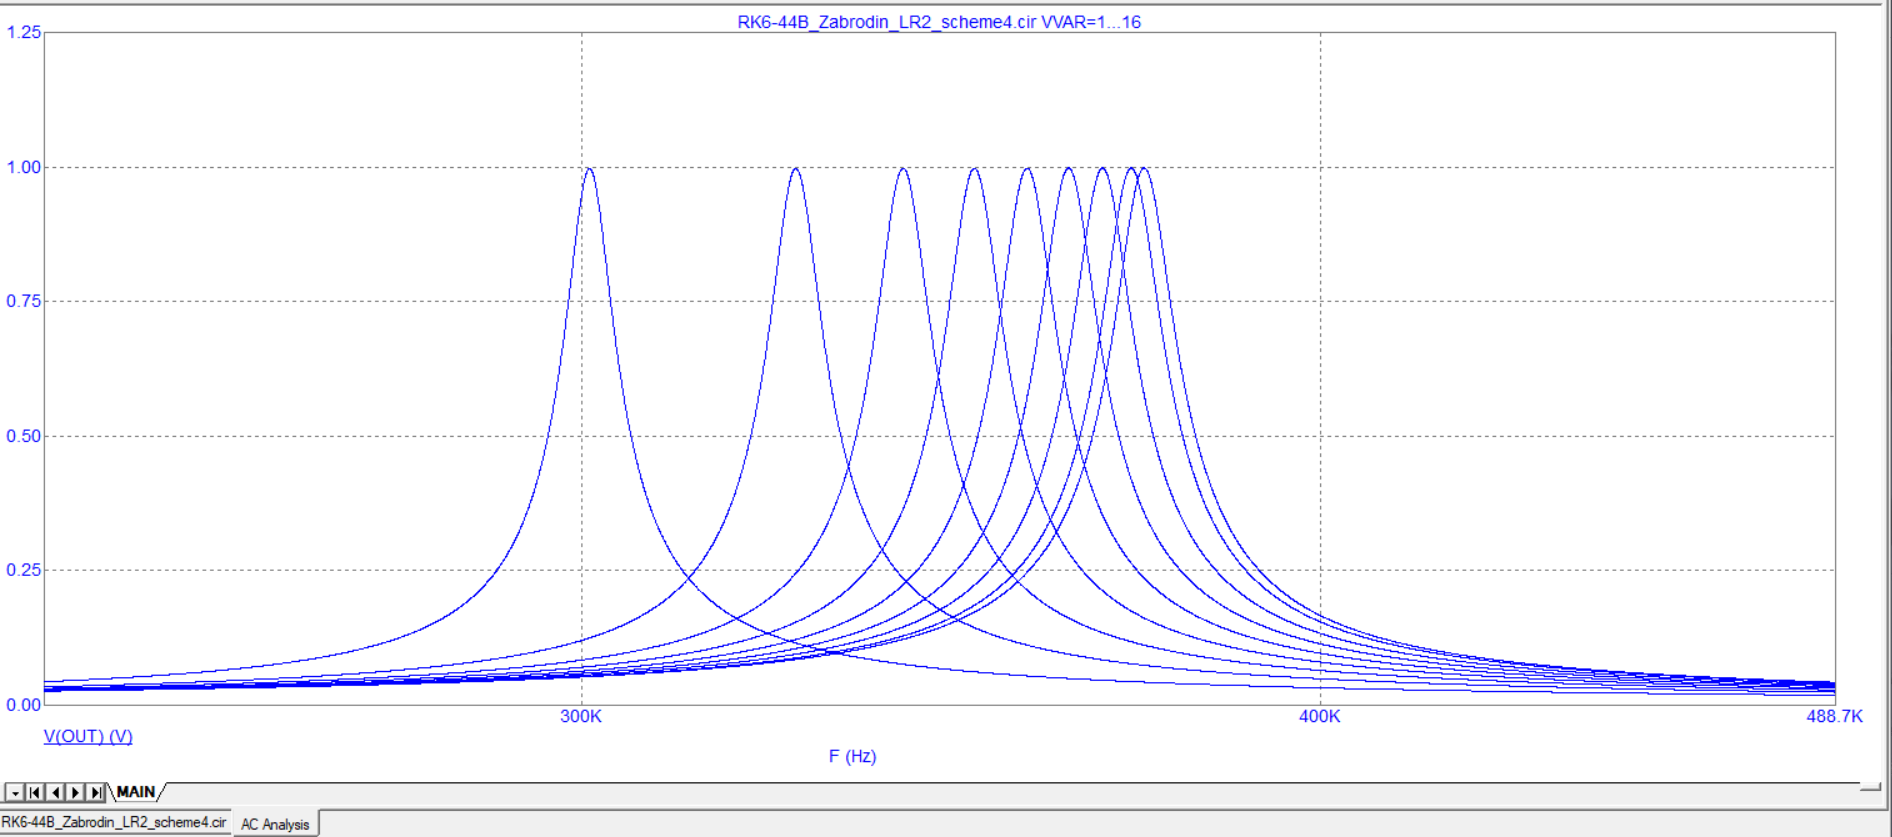 RK6-44B_Zabrodin_LR2_scheme4.cir VVAR=1...16
1.25
1.00
0.75
0.50
0.25
0.00
300K 400K 488.7K
V(OUT) (V)
F (Hz)
MAIN
RK6-44B_Zabrodin_LR2_scheme4.cir AC Analysis